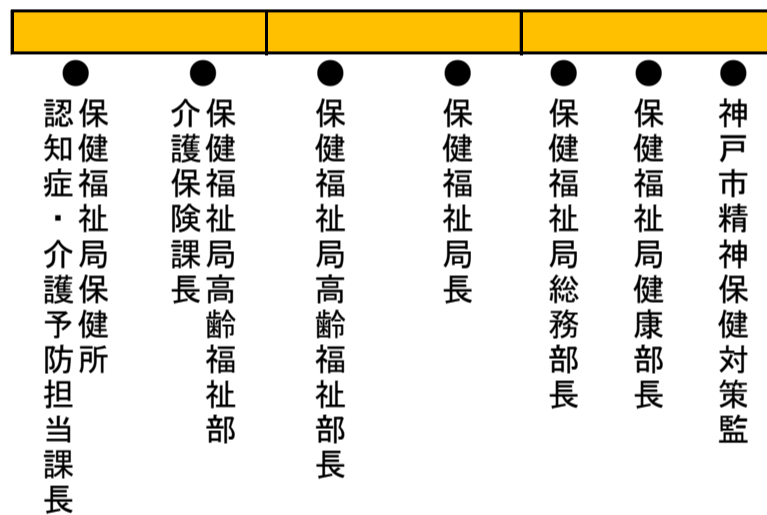 神戸市精神保健対策監
保健福祉局健康部長
保健福祉局総務部長
保健福祉局長
保健福祉局高齢福祉部長
保健福祉局高齢福祉部
介護保険課長
保健福祉局保健所
認知症・介護予防担当課長